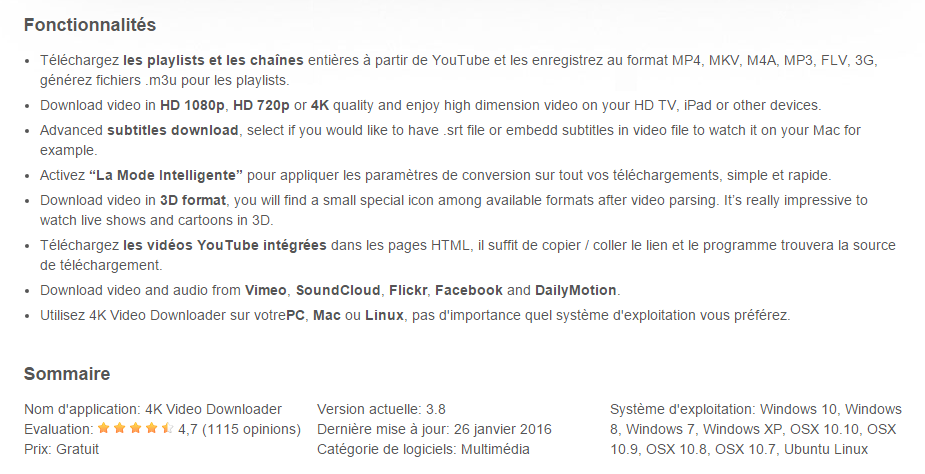 Fonctionnalités
• Téléchargez les playlists et les chaînes entières à partir de YouTube et les enregistrez au format MP4, MKV, M4A, MP3, FLV, 3G,
générez fichiers .m3u pour les playlists.
• Download video in HD 1080p, HD 720p or 4K quality and enjoy high dimension video on your HD TV, iPad or other devices.
• Advanced subtitles download, select if you would like to have .srt file or embedd subtitles in video file to watch it on your Mac for
example.
• Activez “La Mode Intelligente” pour appliquer les paramètres de conversion sur tout vos téléchargements, simple et rapide.
• Download video in 3D format, you will find a small special icon among available formats after video parsing. It’s really impressive to
watch live shows and cartoons in 3D.
• Téléchargez les vidéos YouTube intégrées dans les pages HTML, il suffit de copier / coller le lien et le programme trouvera la source
de téléchargement.
• Download video and audio from Vimeo, SoundCloud, Flickr, Facebook and DailyMotion.
• Utilisez 4K Video Downloader sur votrePC, Mac ou Linux, pas d'importance quel système d'exploitation vous préférez.
Sommaire
Nom d'application: 4K Video Downloader
Evaluation: 4,7 (1115 opinions)
Prix: Gratuit
Version actuelle: 3.8
Dernière mise à jour: 26 janvier 2016
Catégorie de logiciels: Multimédia
Système d'exploitation: Windows 10, Windows
8, Windows 7, Windows XP, OSX 10.10, OSX
10.9, OSX 10.8, OSX 10.7, Ubuntu Linux